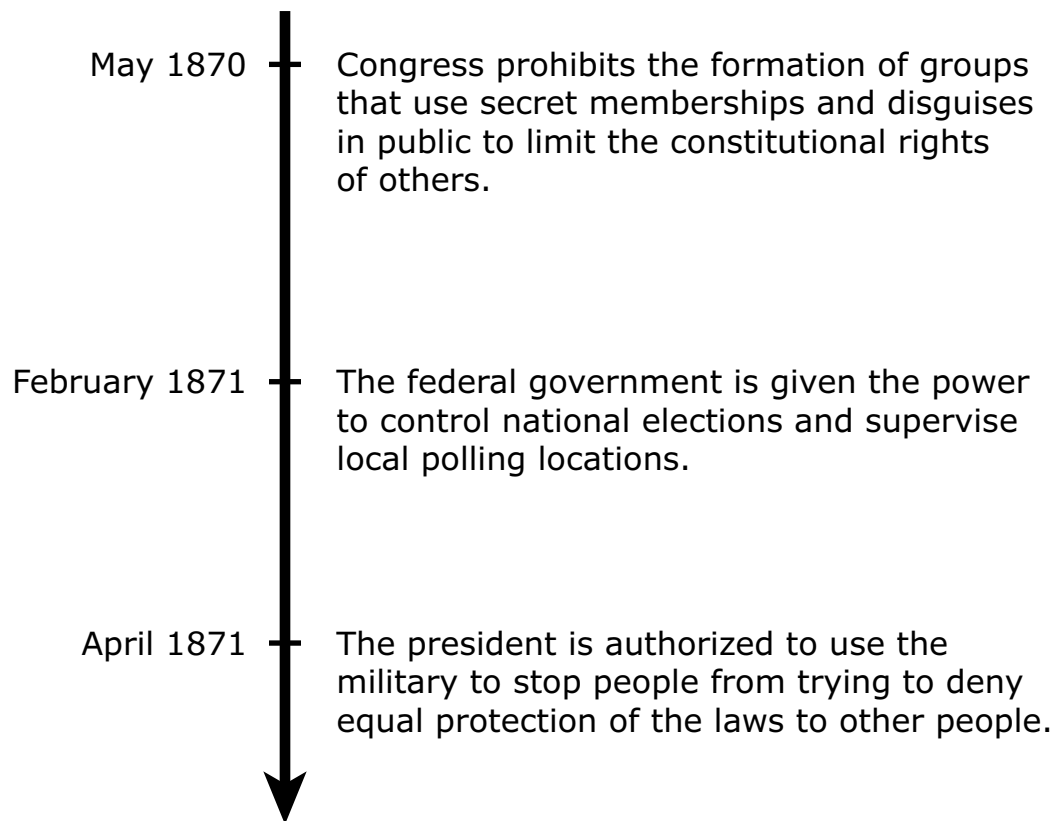 May 1870
Congress prohibits the formation of groups
that use secret memberships and disguises
in public to limit the constitutional rights
of others.
February 1871
The federal government is given the power
to control national elections and supervise
local polling locations.
April 1871
The president is authorized to use the
military to stop people from trying to deny
equal protection of the laws to other people.